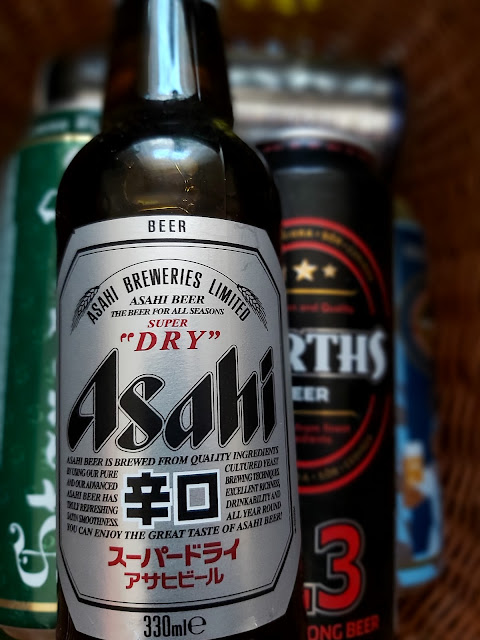 BEER
ASAHI BREWERIES LIMITED
ASAHI BEER
THE BEER FOR ALL SEASONS
SUPER
"DRY"
Asahi
ASAHI BEER IS BREWED FROM QUALITY INGREDIENTS
BY USING OUR PURE
AND OUR ADVANCED
ASAHI BEER HAS
TRULY REFRESHING
SATIN SMOOTHNESS.
辛口
CULTURED YEAST
BREWING TECHNIQUES.
EXCELLENT RICHNESS,
DRINKABILITY AND
ALL YEAR ROUND
YOU CAN ENJOY THE GREAT TASTE OF ASAHI BEER!
スーパードライ
アサヒビール
330ml℮
RTHS
EER
.3
ONG BEER